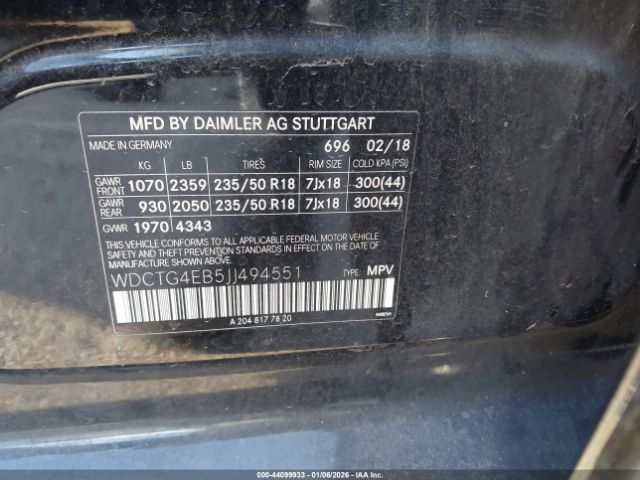 MFD BY DAIMLER AG STUTTGART
MADE IN GERMANY 696 02/18
KG LB TIRES RIM SIZE COLD KPA (PSI)
GAWR FRONT 1070 2359 235/50 R18 7Jx18 300(44)
GAWR REAR 930 2050 235/50 R18 7Jx18 300(44)
GVWR 1970 4343
THIS VEHICLE CONFORMS TO ALL APPLICABLE FEDERAL MOTOR VEHICLE
SAFETY AND THEFT PREVENTION STANDARDS IN EFFECT ON THE DATE OF
MANUFACTURE SHOWN ABOVE.
WDCTG4EB5JJ494551 TYPE: MPV
A 204 817 78 20
000-44099933 - 01/06/2026 - COPYRIGHT IAA, LLC